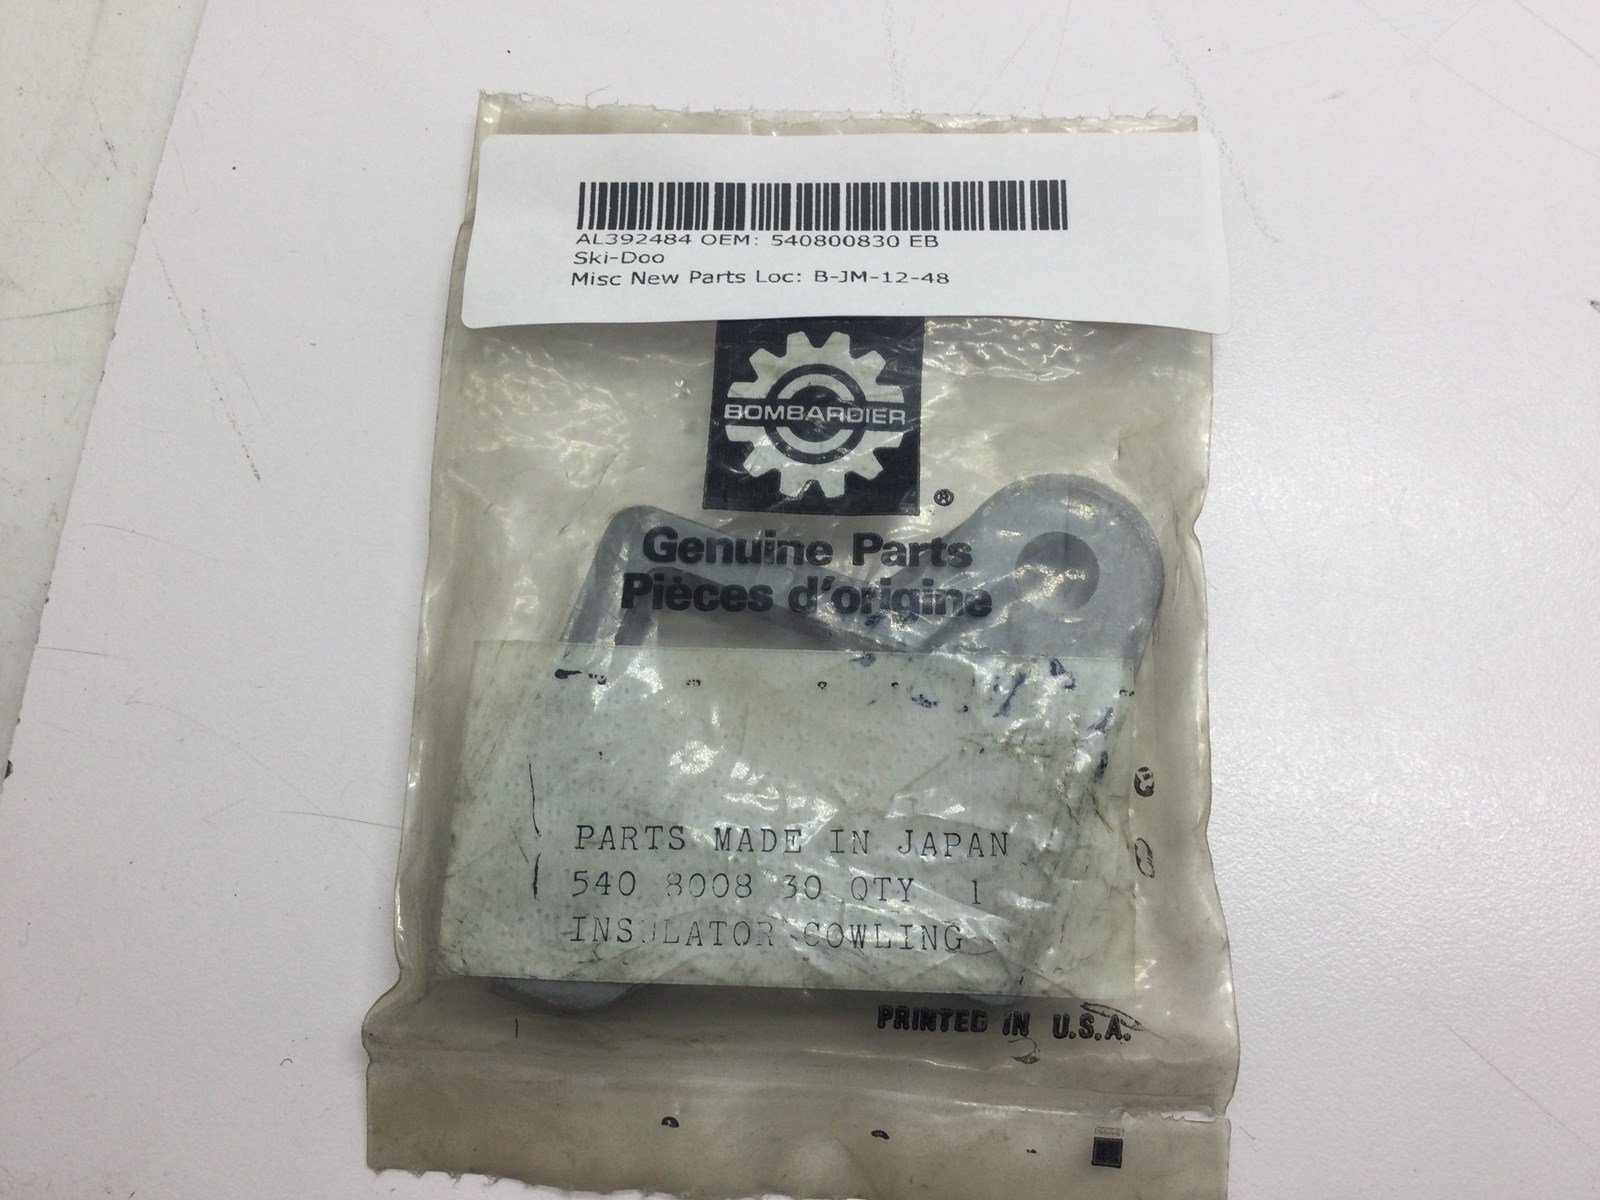 AL392484 OEM: 540800830 EB
Ski-Doo
Misc New Parts Loc: B-JM-12-48
BOMBARDIER
®
Genuine Parts
Pièces d'origine
PARTS MADE IN JAPAN
540 8008 30 QTY 1
INSULATOR COWLING
PRINTED IN U.S.A.